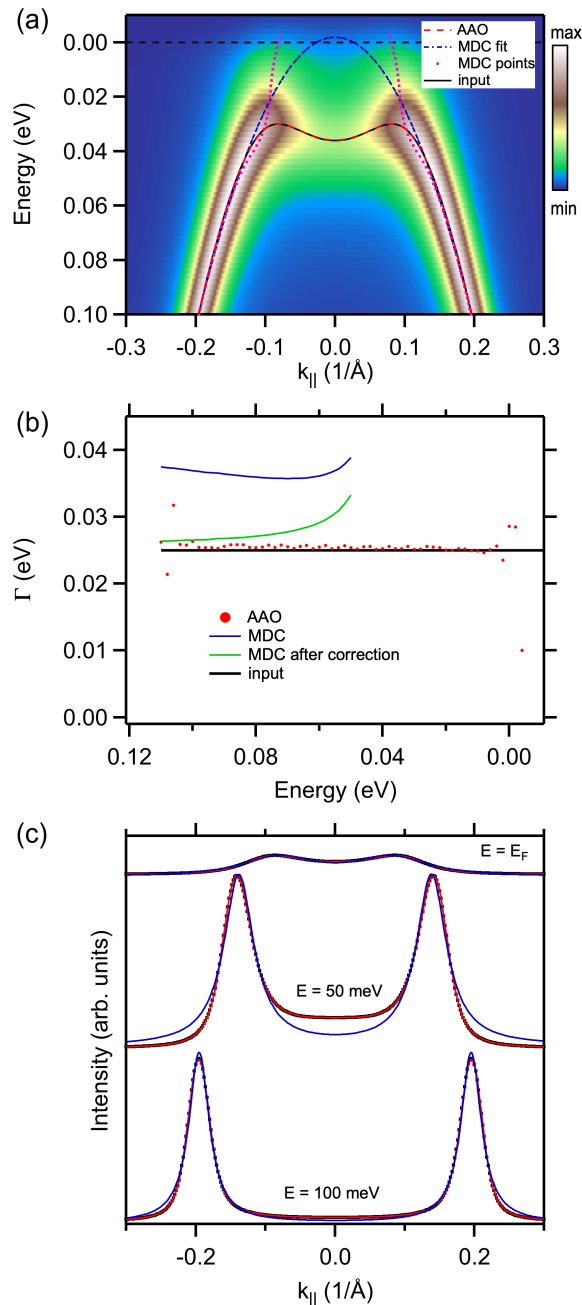 (a)
AAO
MDC fit
MDC points
input
max
min
Energy (eV)
0.00
0.02
0.04
0.06
0.08
0.10
-0.3 -0.2 -0.1 0.0 0.1 0.2 0.3
k|| (1/Å)
(b)
Γ (eV)
0.04
0.03
0.02
0.01
0.00
AAO
MDC
MDC after correction
input
0.12 0.08 0.04 0.00
Energy (eV)
(c)
Intensity (arb. units)
E = EF
E = 50 meV
E = 100 meV
-0.2 0.0 0.2
k|| (1/Å)